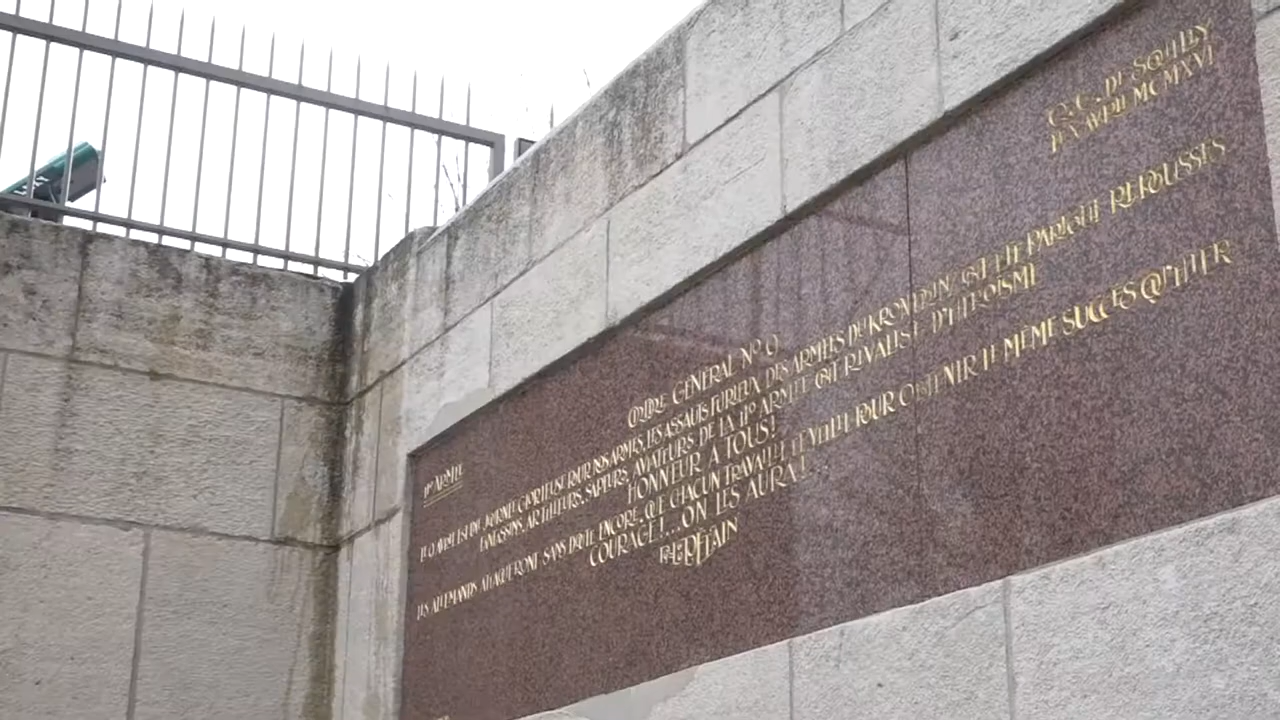 G.Q.G. DE SOUILLY
LE X AVRIL MCMXVI
IIᵉ ARMÉE
ORDRE GÉNÉRAL Nº 9
LE 9 AVRIL EST UNE JOURNÉE GLORIEUSE POUR NOS ARMES, LES ASSAUTS FURIEUX DES ARMÉES DU KRONPRINZ ONT ÉTÉ PARTOUT REPOUSSÉS
FANTASSINS, ARTILLEURS, SAPEURS, AVIATEURS DE LA IIᵉ ARMÉE ONT RIVALISÉ D'HÉROÏSME
HONNEUR À TOUS!
LES ALLEMANDS ATTAQUERONT SANS DOUTE ENCORE, QUE CHACUN TRAVAILLE ET VEILLE POUR OBTENIR LE MÊME SUCCÈS QU'HIER
COURAGE!...ON LES AURA!
PÉTAIN